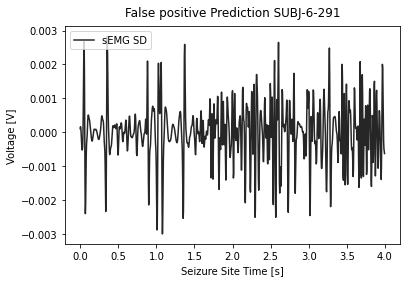 False positive Prediction SUBJ-6-291
sEMG SD
Voltage [V]
0.003
0.002
0.001
0.000
−0.001
−0.002
−0.003
0.0 0.5 1.0 1.5 2.0 2.5 3.0 3.5 4.0
Seizure Site Time [s]